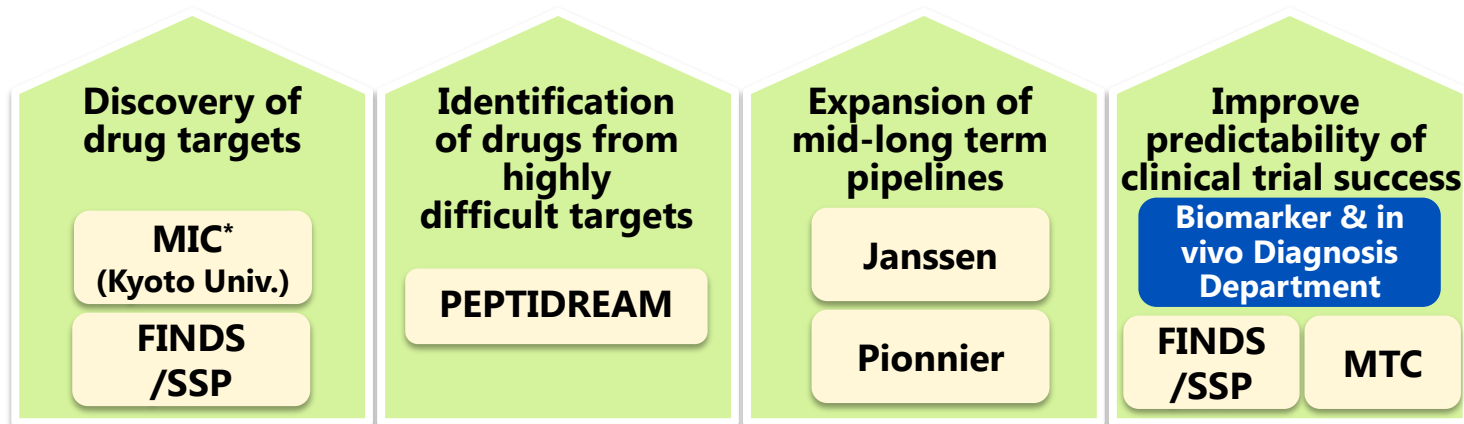 Discovery of
drug targets
MIC*
(Kyoto Univ.)
FINDS
/SSP
Identification
of drugs from
highly
difficult targets
PEPTIDREAM
Expansion of
mid-long term
pipelines
Janssen
Pionnier
Improve
predictability of
clinical trial success
Biomarker & in
vivo Diagnosis
Department
FINDS
/SSP
MTC